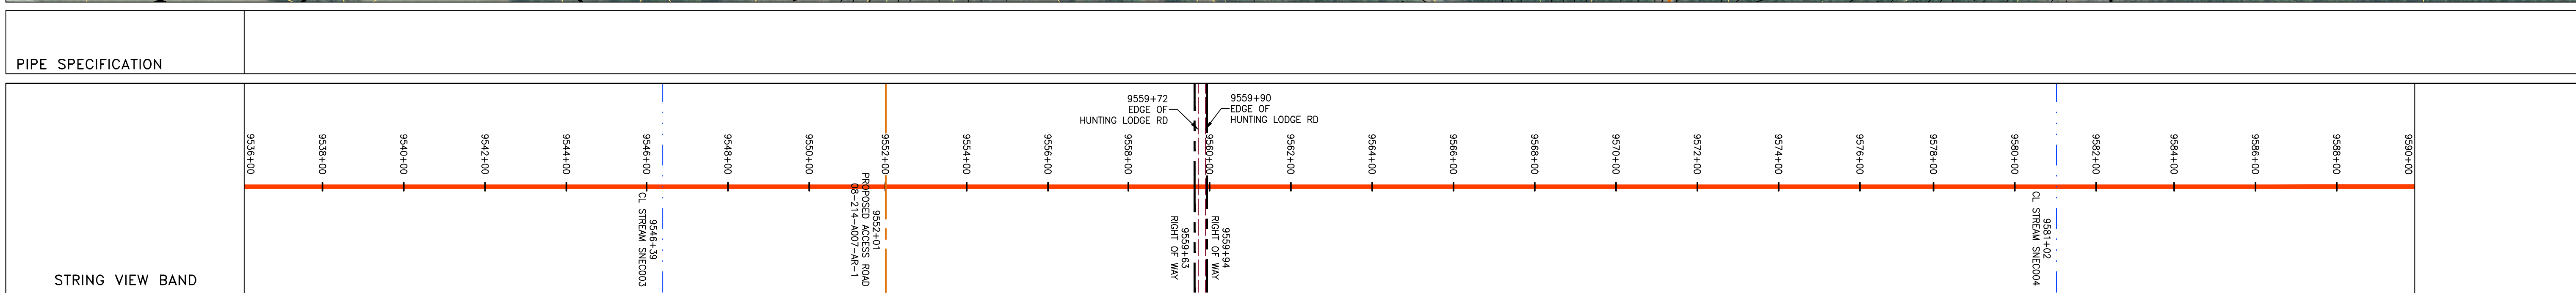 PIPE SPECIFICATION
STRING VIEW BAND
9559+72
EDGE OF
HUNTING LODGE RD
9559+90
EDGE OF
HUNTING LODGE RD
9536+00
9538+00
9540+00
9542+00
9544+00
9546+00
9548+00
9550+00
9552+00
9554+00
9556+00
9558+00
9560+00
9562+00
9564+00
9566+00
9568+00
9570+00
9572+00
9574+00
9576+00
9578+00
9580+00
9582+00
9584+00
9586+00
9588+00
9590+00
9546+39
CL STREAM SNEC003
9552+01
PROPOSED ACCESS ROAD
08-214-A007-AR-1
9559+63
RIGHT OF WAY
9559+94
RIGHT OF WAY
9581+02
CL STREAM SNEC004